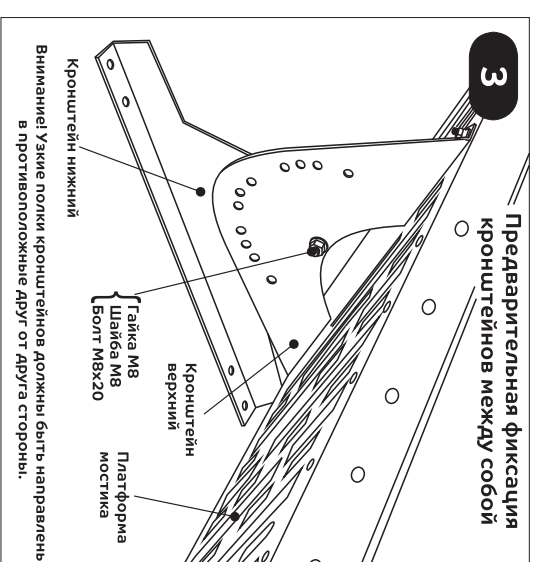 3
Предварительная фиксация
кронштейнов между собой
Кронштейн нижний
Гайка М8
Шайба М8
Болт М8х20
Кронштейн
верхний
Платформа
мостика
Внимание! Узкие полки кронштейнов должны быть направлены
в противоположные друг от друга стороны.